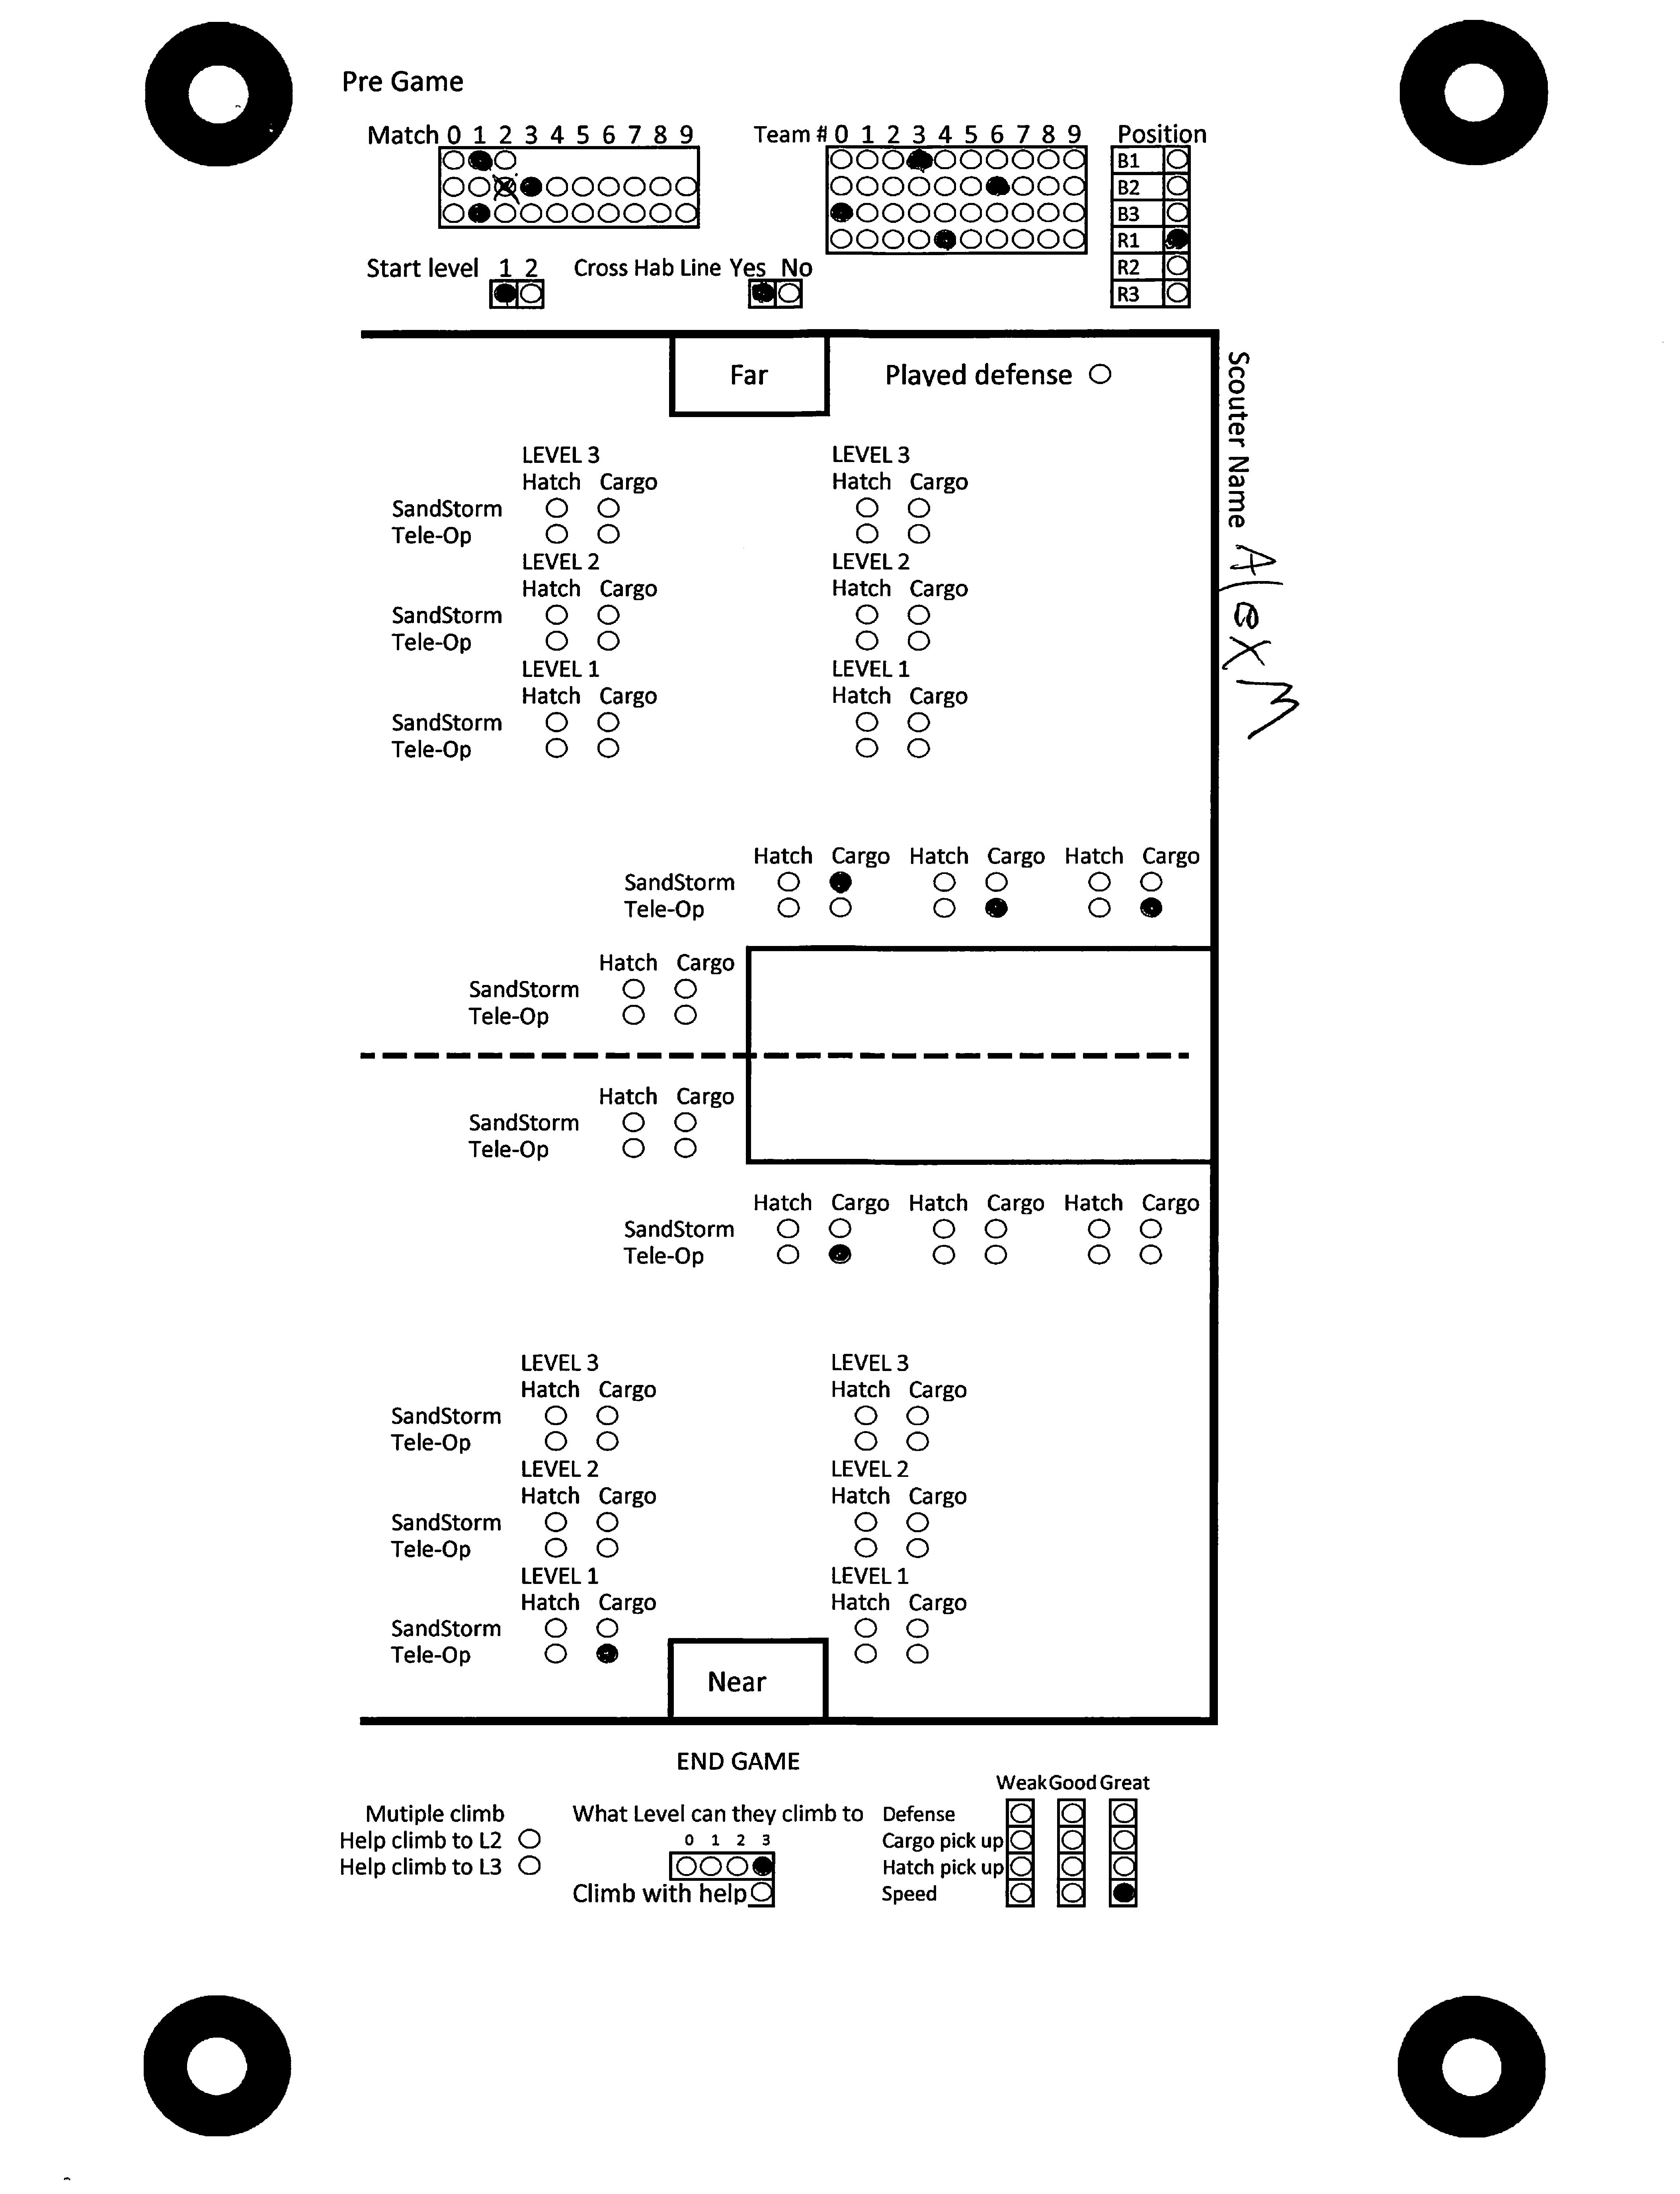 Pre Game
Match 0 1 2 3 4 5 6 7 8 9
Team # 0 1 2 3 4 5 6 7 8 9
Position
B1
B2
B3
R1
R2
R3
Start level 1 2
Cross Hab Line Yes No
Far
Played defense
Scouter Name Alex M
LEVEL 3 LEVEL 3
Hatch Cargo Hatch Cargo
SandStorm
Tele-Op
LEVEL 2 LEVEL 2
Hatch Cargo Hatch Cargo
SandStorm
Tele-Op
LEVEL 1 LEVEL 1
Hatch Cargo Hatch Cargo
SandStorm
Tele-Op
Hatch Cargo Hatch Cargo Hatch Cargo
SandStorm
Tele-Op
Hatch Cargo
SandStorm
Tele-Op
Hatch Cargo
SandStorm
Tele-Op
Hatch Cargo Hatch Cargo Hatch Cargo
SandStorm
Tele-Op
LEVEL 3 LEVEL 3
Hatch Cargo Hatch Cargo
SandStorm
Tele-Op
LEVEL 2 LEVEL 2
Hatch Cargo Hatch Cargo
SandStorm
Tele-Op
LEVEL 1 LEVEL 1
Hatch Cargo Hatch Cargo
SandStorm
Tele-Op
Near
END GAME
Mutiple climb
Help climb to L2
Help climb to L3
What Level can they climb to
0 1 2 3
Climb with help
Weak Good Great
Defense
Cargo pick up
Hatch pick up
Speed